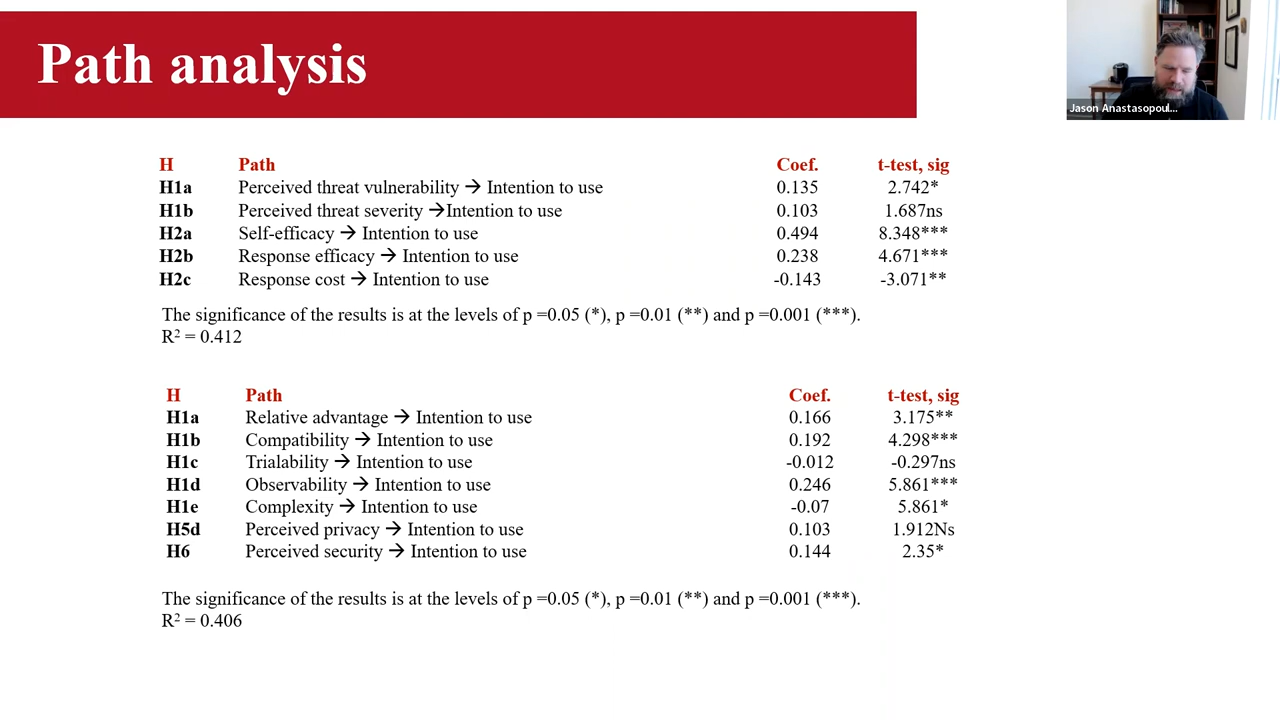 Path analysis
Jason Anastasopoul...
H Path Coef. t-test, sig
H1a Perceived threat vulnerability → Intention to use 0.135 2.742*
H1b Perceived threat severity →Intention to use 0.103 1.687ns
H2a Self-efficacy → Intention to use 0.494 8.348***
H2b Response efficacy → Intention to use 0.238 4.671***
H2c Response cost → Intention to use -0.143 -3.071**
The significance of the results is at the levels of p =0.05 (*), p =0.01 (**) and p =0.001 (***).
R² = 0.412
H Path Coef. t-test, sig
H1a Relative advantage → Intention to use 0.166 3.175**
H1b Compatibility → Intention to use 0.192 4.298***
H1c Trialability → Intention to use -0.012 -0.297ns
H1d Observability → Intention to use 0.246 5.861***
H1e Complexity → Intention to use -0.07 5.861*
H5d Perceived privacy → Intention to use 0.103 1.912Ns
H6 Perceived security → Intention to use 0.144 2.35*
The significance of the results is at the levels of p =0.05 (*), p =0.01 (**) and p =0.001 (***).
R² = 0.406